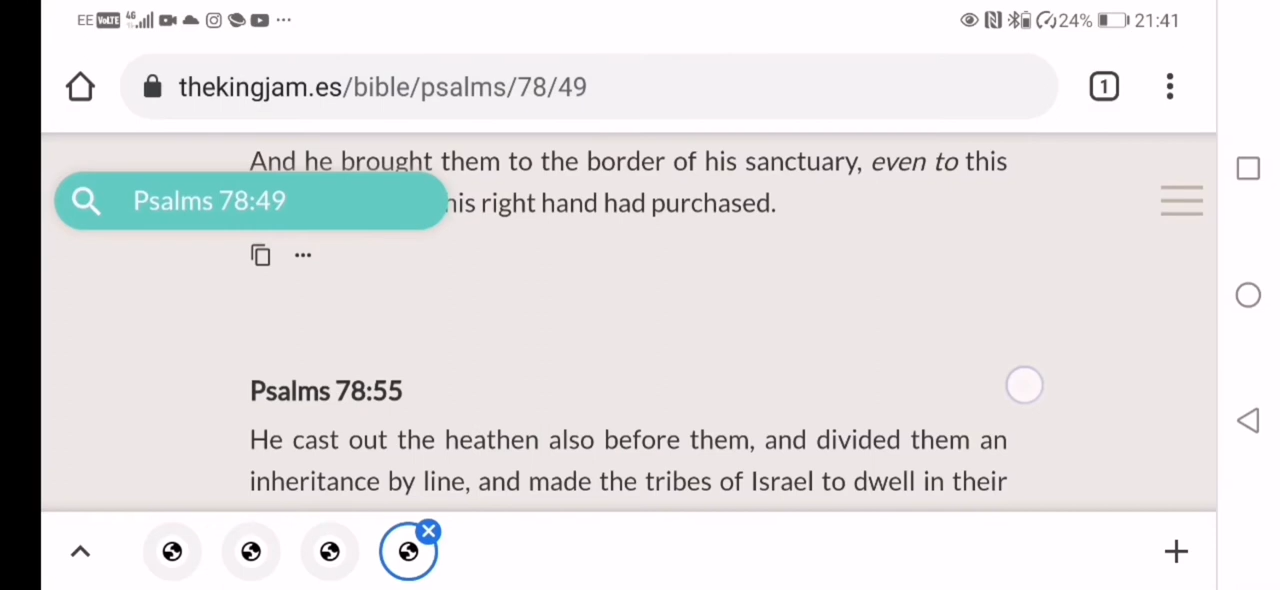 EE VoLTE 4G 24% 21:41
thekingjam.es/bible/psalms/78/49
1
And he brought them to the border of his sanctuary, even to this
Psalms 78:49 his right hand had purchased.
Psalms 78:55
He cast out the heathen also before them, and divided them an
inheritance by line, and made the tribes of Israel to dwell in their